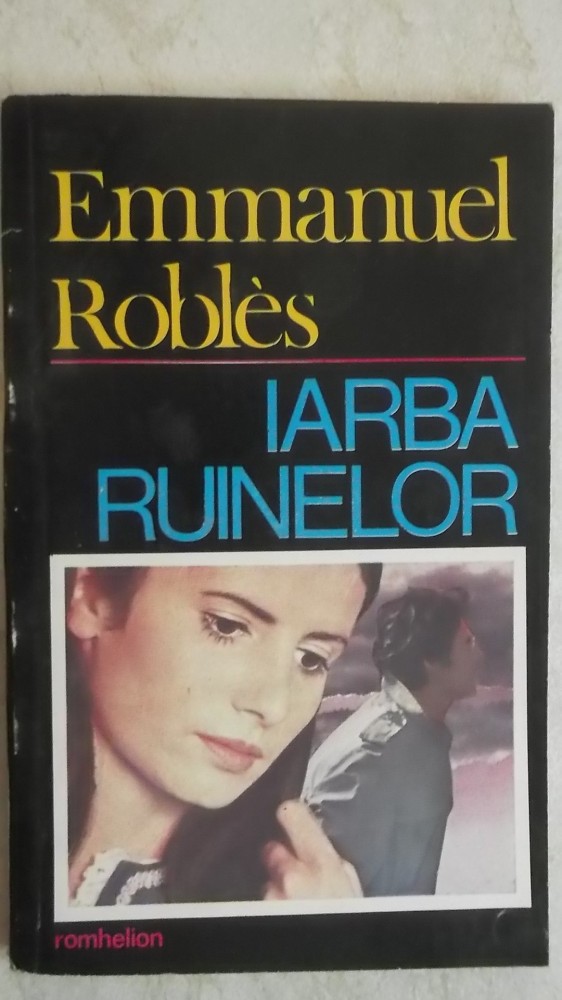 Emmanuel
Roblès
IARBA
RUINELOR
romhelion